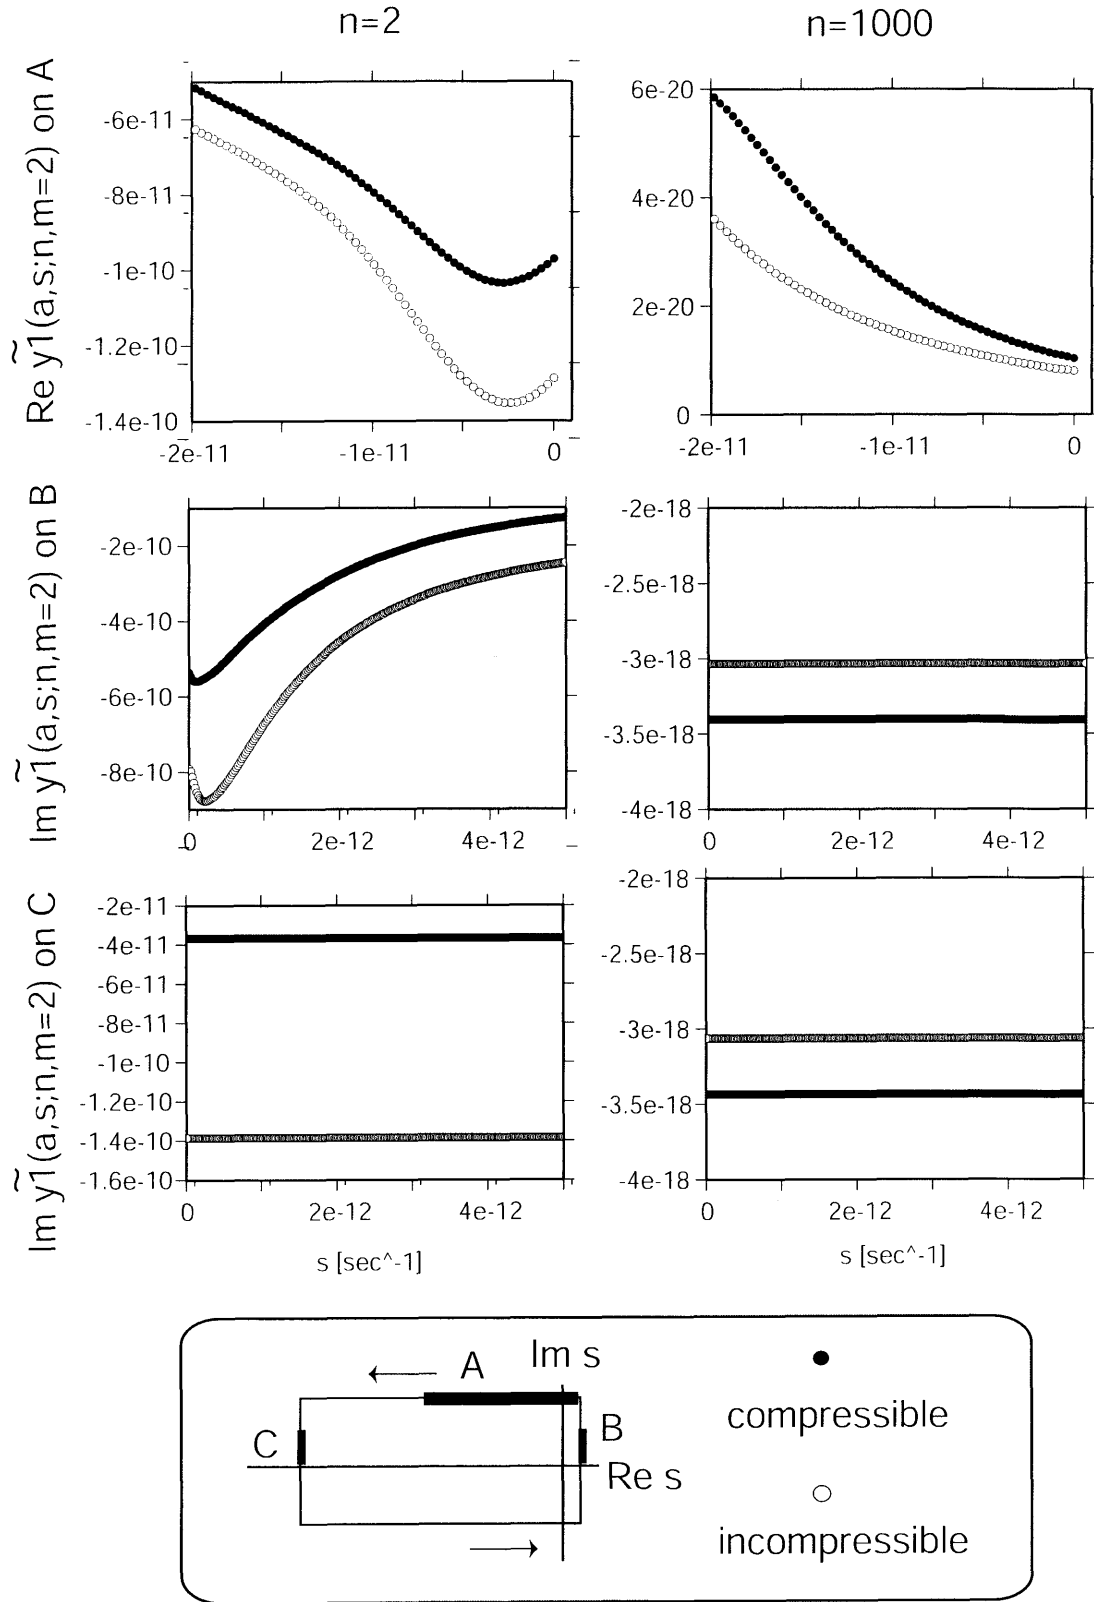 n=2
n=1000
Re ỹ1(a,s;n,m=2) on A
-6e-11
-8e-11
-1e-10
-1.2e-10
-1.4e-10
-2e-11
-1e-11
0
6e-20
4e-20
2e-20
0
-2e-11
-1e-11
0
Im ỹ1(a,s;n,m=2) on B
-2e-10
-4e-10
-6e-10
-8e-10
0
2e-12
4e-12
-2e-18
-2.5e-18
-3e-18
-3.5e-18
-4e-18
0
2e-12
4e-12
Im ỹ1(a,s;n,m=2) on C
-2e-11
-4e-11
-6e-11
-8e-11
-1e-10
-1.2e-10
-1.4e-10
-1.6e-10
0
2e-12
4e-12
s [sec^-1]
-2e-18
-2.5e-18
-3e-18
-3.5e-18
-4e-18
0
2e-12
4e-12
s [sec^-1]
Im s
A
B
C
Re s
compressible
incompressible